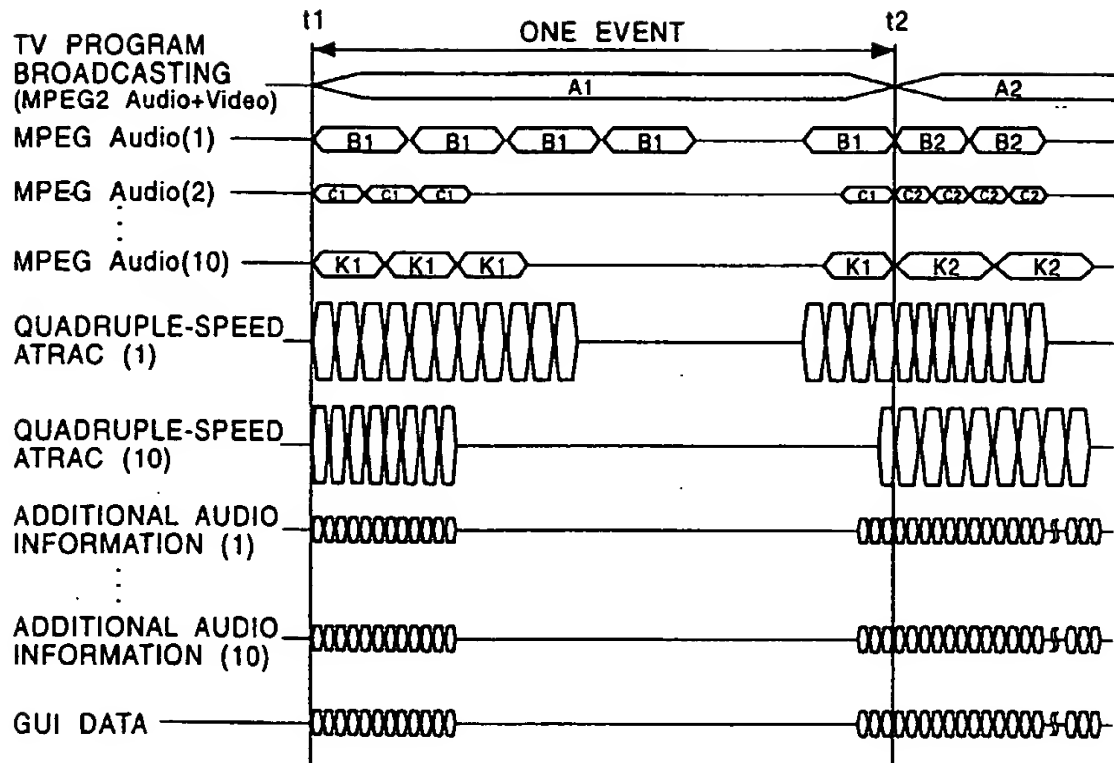 t1 ONE EVENT t2
TV PROGRAM
BROADCASTING
(MPEG2 Audio+Video)
A1 A2
MPEG Audio(1) B1 B1 B1 B1 B1 B2 B2
MPEG Audio(2) C1 C1 C1 C1 C2 C2 C2 C2
MPEG Audio(10) K1 K1 K1 K1 K2 K2
QUADRUPLE-SPEED
ATRAC (1)
QUADRUPLE-SPEED
ATRAC (10)
ADDITIONAL AUDIO
INFORMATION (1)
ADDITIONAL AUDIO
INFORMATION (10)
GUI DATA